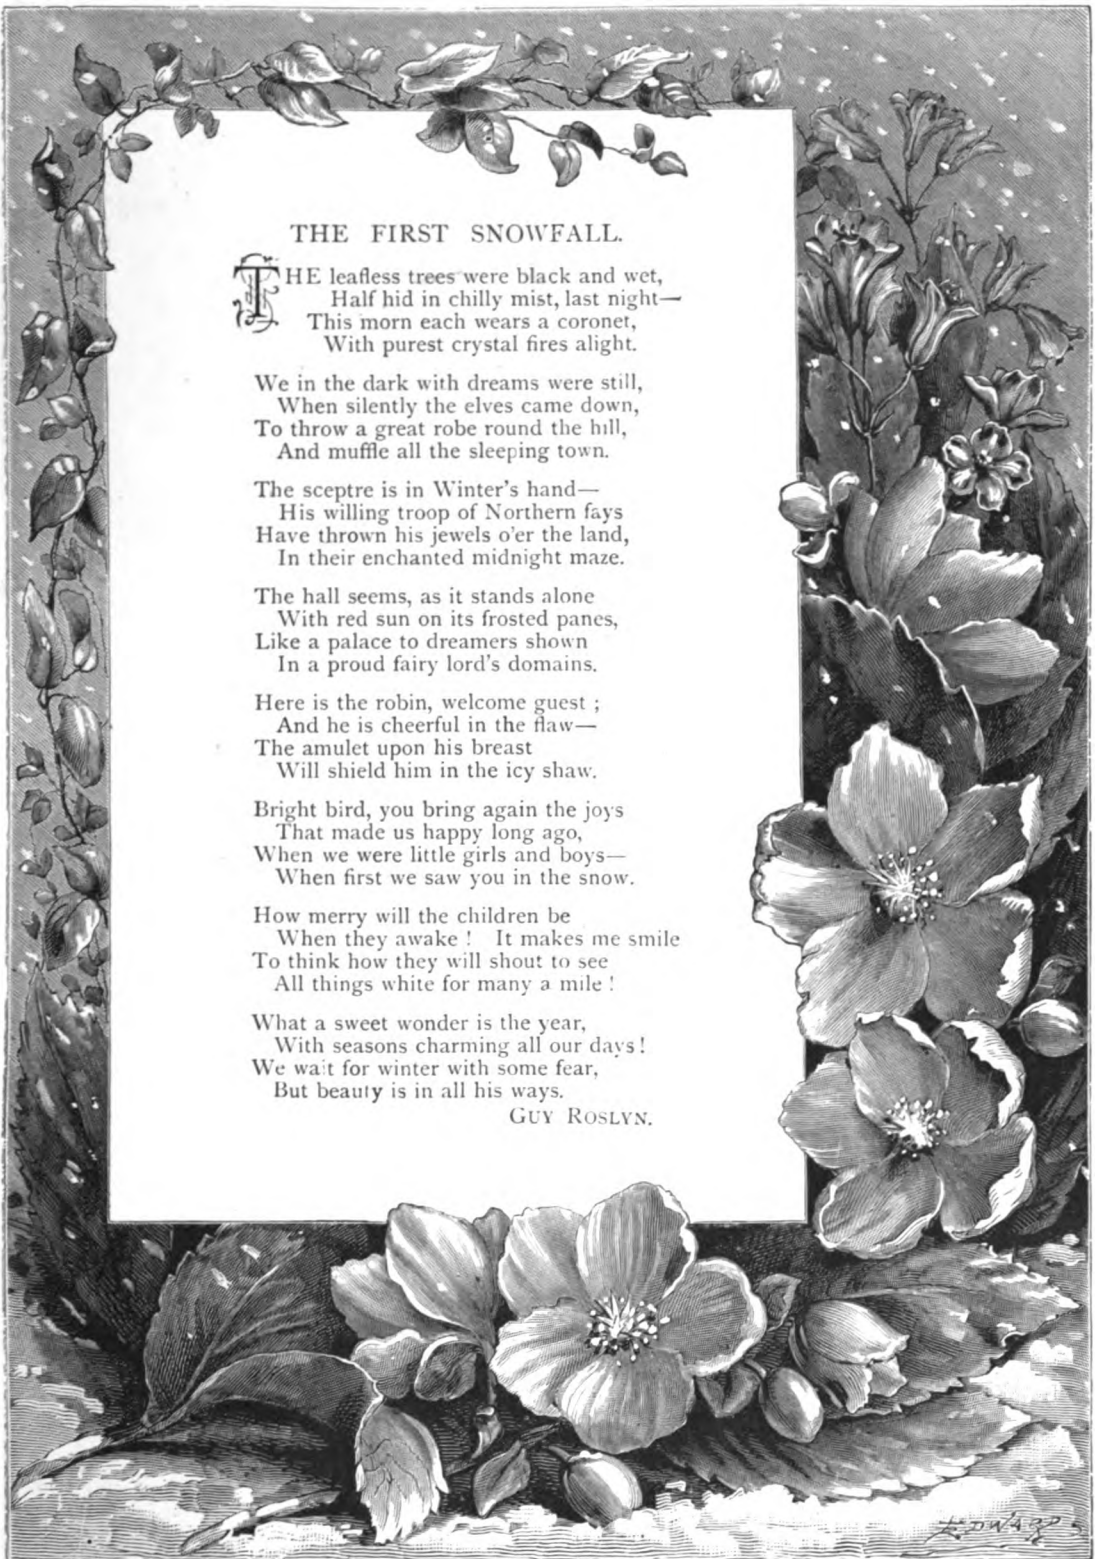 THE FIRST SNOWFALL.
THE leafless trees were black and wet,
Half hid in chilly mist, last night—
This morn each wears a coronet,
With purest crystal fires alight.
We in the dark with dreams were still,
When silently the elves came down,
To throw a great robe round the hill,
And muffle all the sleeping town.
The sceptre is in Winter's hand—
His willing troop of Northern fays
Have thrown his jewels o'er the land,
In their enchanted midnight maze.
The hall seems, as it stands alone
With red sun on its frosted panes,
Like a palace to dreamers shown
In a proud fairy lord's domains.
Here is the robin, welcome guest ;
And he is cheerful in the flaw—
The amulet upon his breast
Will shield him in the icy shaw.
Bright bird, you bring again the joys
That made us happy long ago,
When we were little girls and boys—
When first we saw you in the snow.
How merry will the children be
When they awake ! It makes me smile
To think how they will shout to see
All things white for many a mile !
What a sweet wonder is the year,
With seasons charming all our days !
We wait for winter with some fear,
But beauty is in all his ways.
GUY ROSLYN.